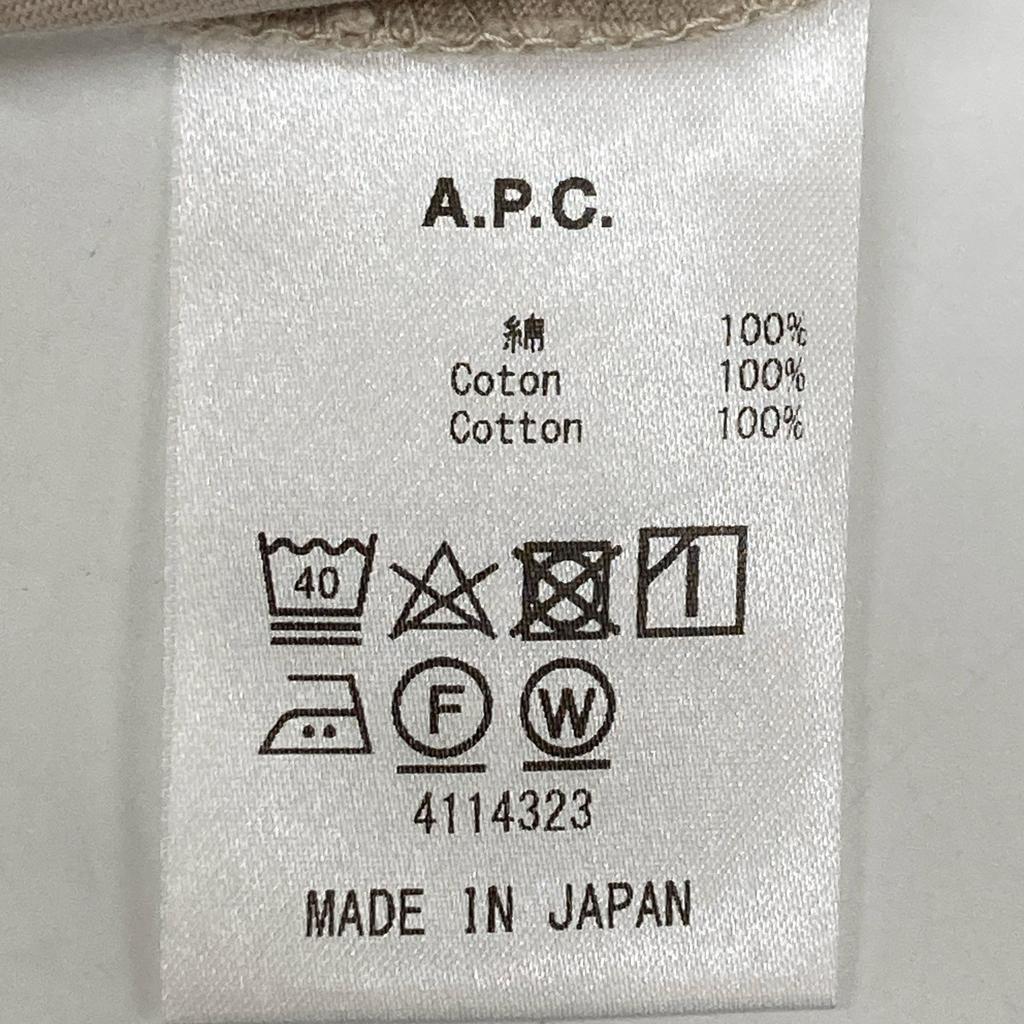 A.P.C.
綿 100%
Coton 100%
Cotton 100%
40
F W
4114323
MADE IN JAPAN